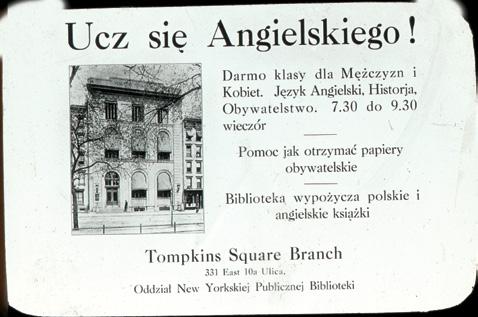 Ucz się Angielskiego!
Darmo klasy dla Mężczyzn i
Kobiet. Język Angielski, Historja,
Obywatelstwo. 7.30 do 9.30
wieczór
Pomoc jak otrzymać papiery
obywatelskie
Biblioteka wypożycza polskie i
angielskie książki
Tompkins Square Branch
331 East 10a Ulica.
Oddział New Yorkskiej Publicznej Biblioteki